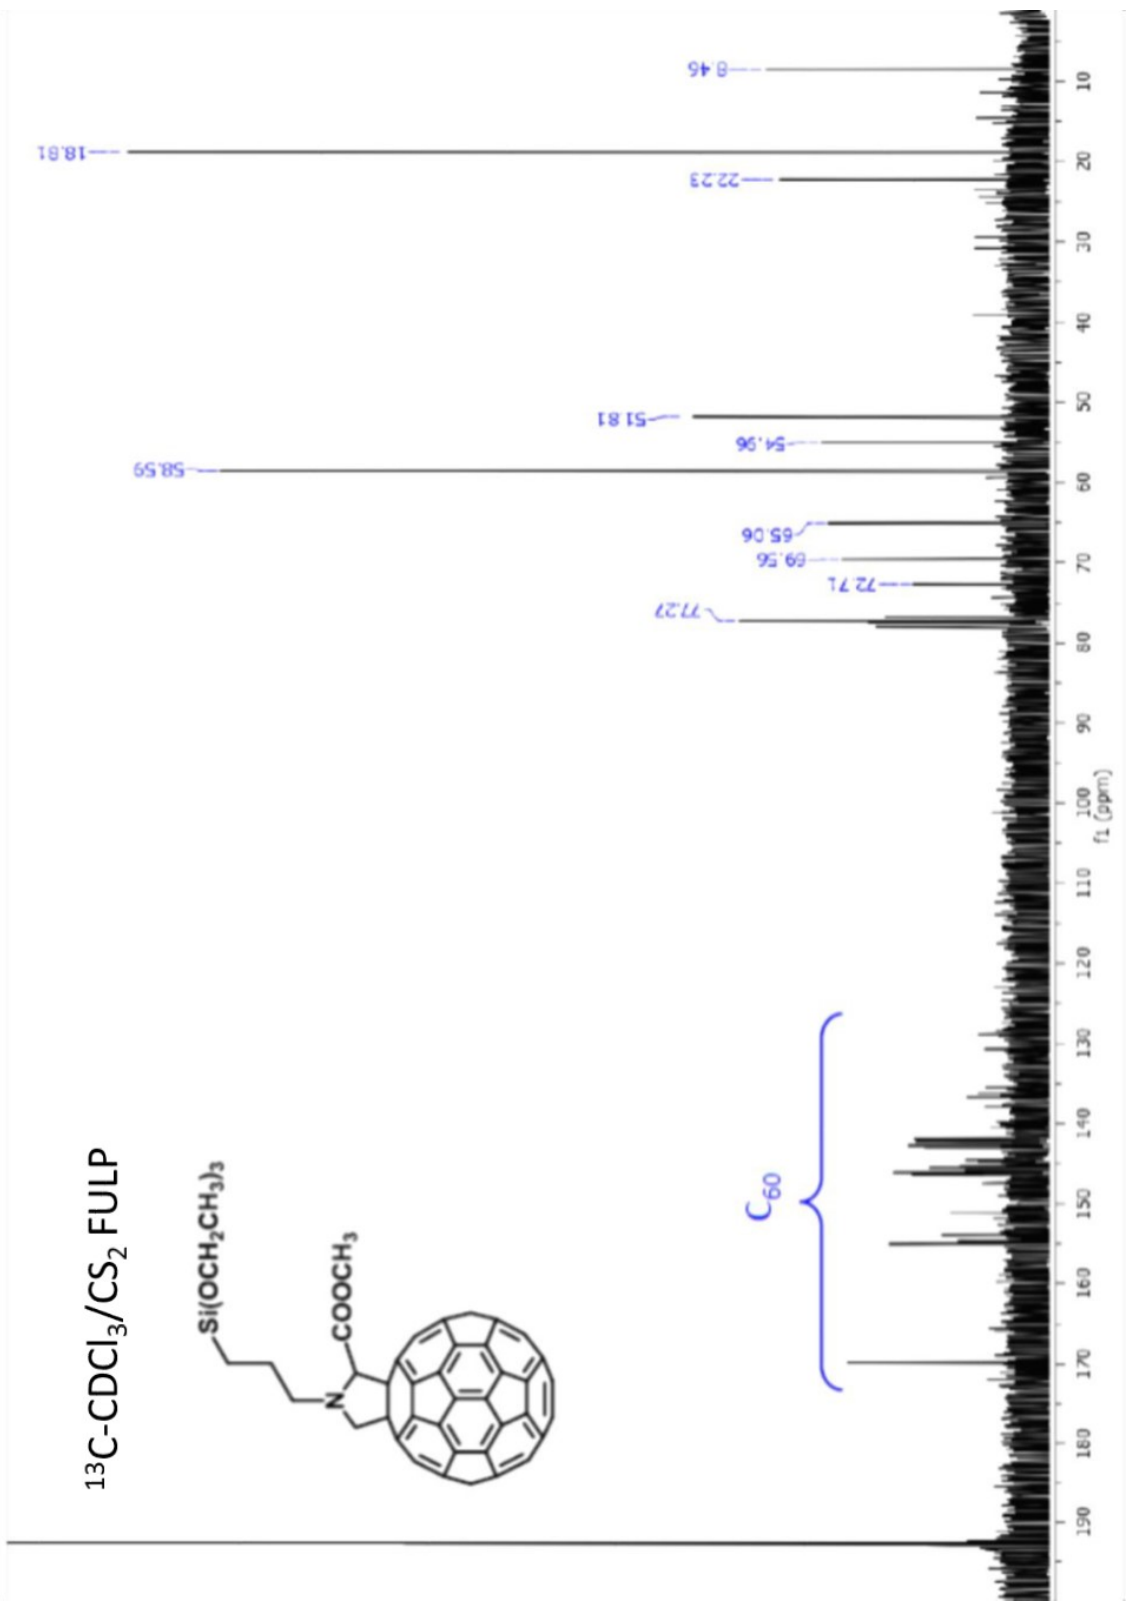 ¹³C-CDCl₃/CS₂ FULP
Si(OCH₂CH₃)₃
COOCH₃
N
C₆₀
77.27
72.71
69.56
65.06
58.59
54.96
51.81
22.23
18.81
8.46
190 180 170 160 150 140 130 120 110 100 90 80 70 60 50 40 30 20 10
f1 (ppm)